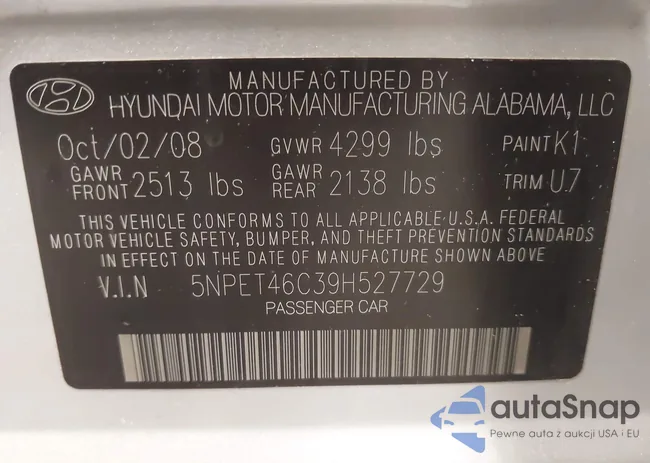 MANUFACTURED BY
HYUNDAI MOTOR MANUFACTURING ALABAMA, LLC
Oct/02/08 GVWR 4299 lbs PAINT K1
GAWR FRONT 2513 lbs GAWR REAR 2138 lbs TRIM U.7
THIS VEHICLE CONFORMS TO ALL APPLICABLE U.S.A. FEDERAL
MOTOR VEHICLE SAFETY, BUMPER, AND THEFT PREVENTION STANDARDS
IN EFFECT ON THE DATE OF MANUFACTURE SHOWN ABOVE.
V.I.N 5NPET46C39H527729
PASSENGER CAR
autaSnap
Pewne auta z aukcji USA i EU